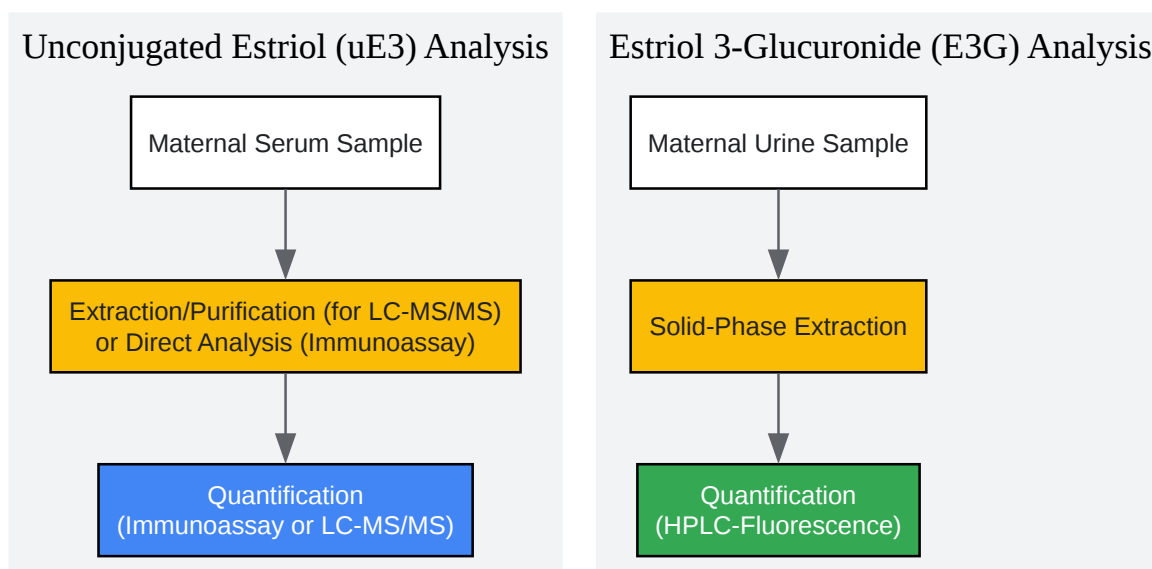 Unconjugated Estriol (uE3) Analysis
Maternal Serum Sample
Extraction/Purification (for LC-MS/MS)
or Direct Analysis (Immunoassay)
Quantification
(Immunoassay or LC-MS/MS)
Estriol 3-Glucuronide (E3G) Analysis
Maternal Urine Sample
Solid-Phase Extraction
Quantification
(HPLC-Fluorescence)